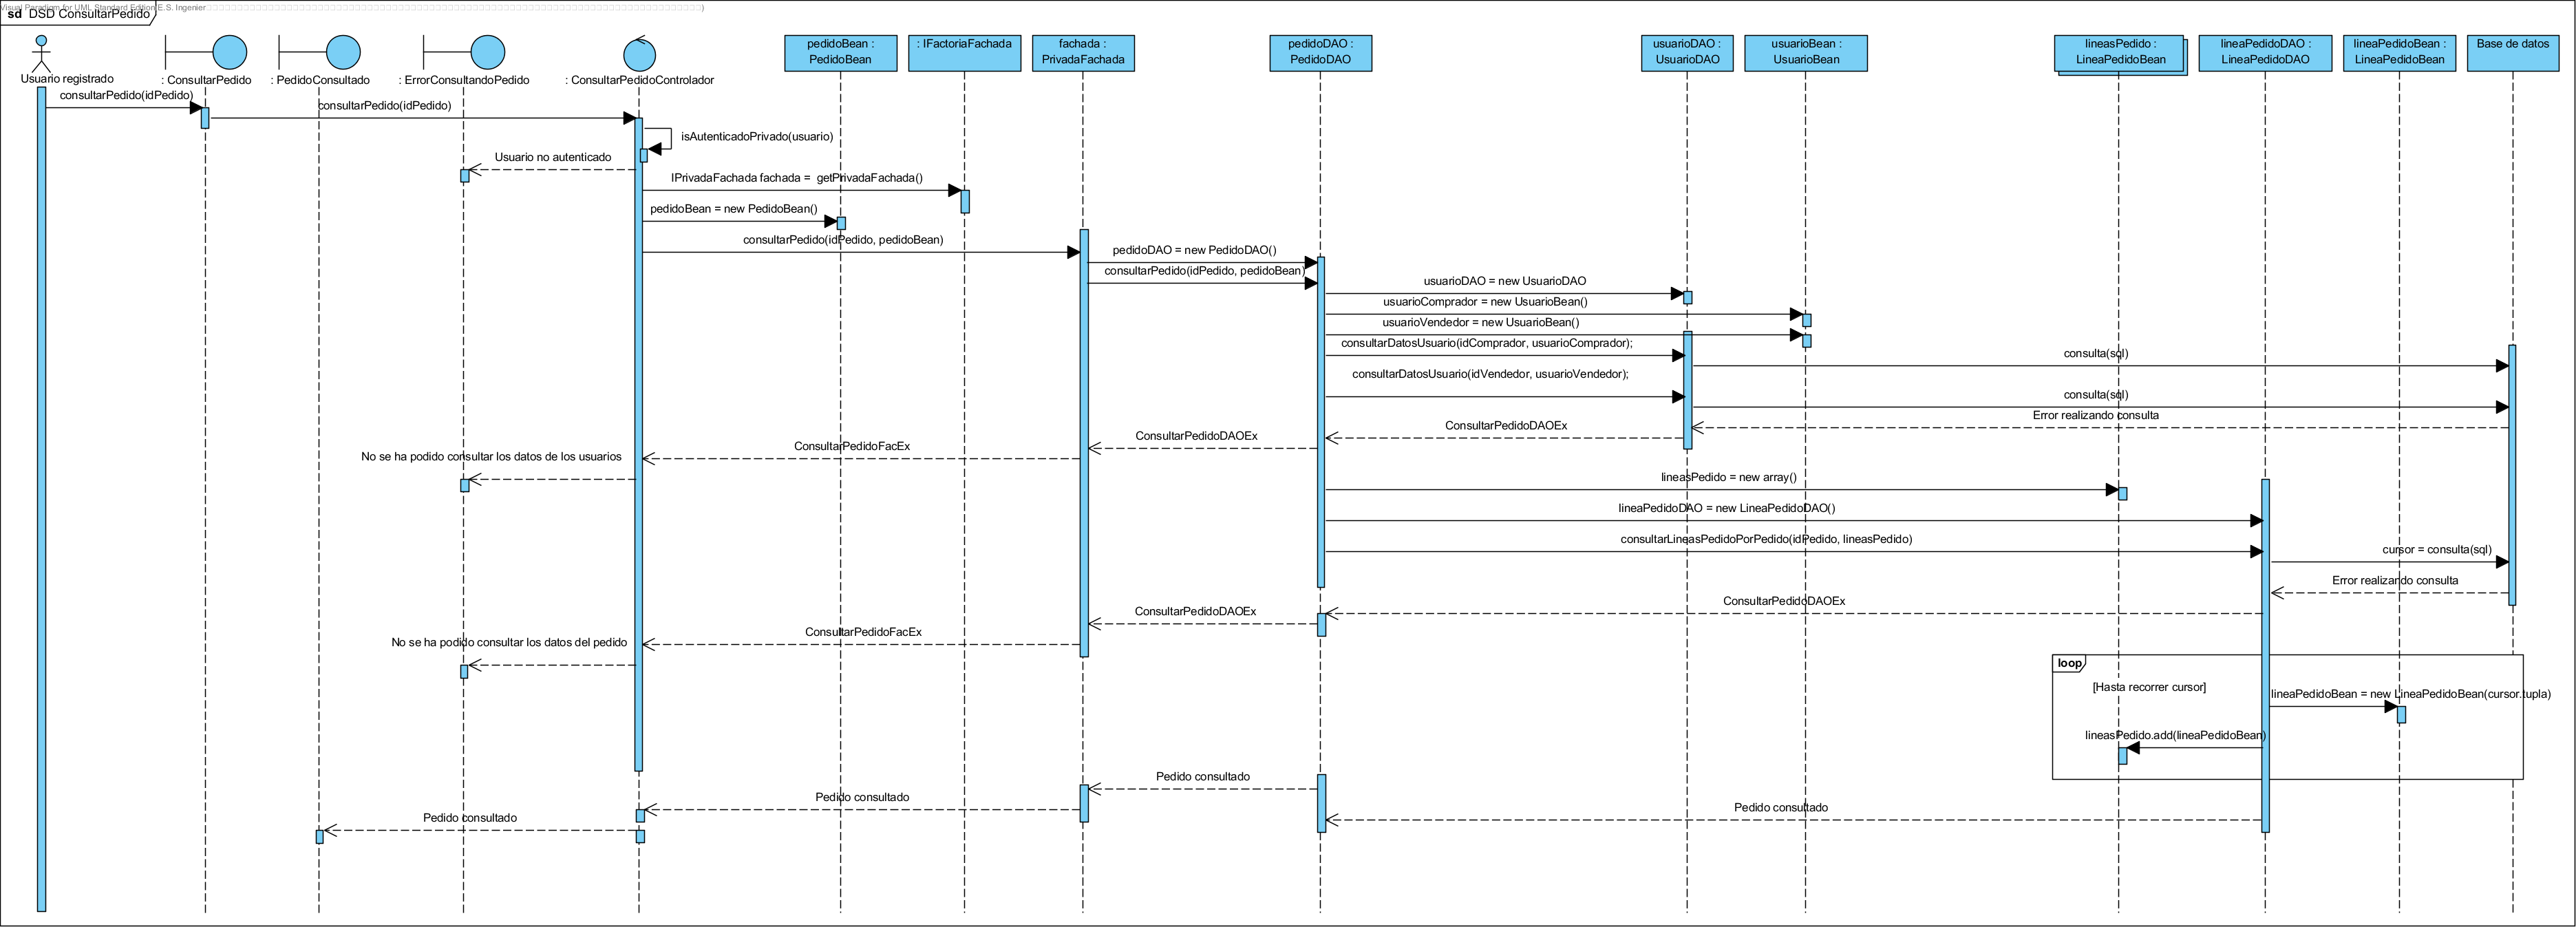 Visual Paradigm for UML Standard Edition(E.S. Ingenier
sd DSD ConsultarPedido
Usuario registrado
: ConsultarPedido
: PedidoConsultado
: ErrorConsultandoPedido
: ConsultarPedidoControlador
pedidoBean :
PedidoBean
: IFactoriaFachada
fachada :
PrivadaFachada
pedidoDAO :
PedidoDAO
usuarioDAO :
UsuarioDAO
usuarioBean :
UsuarioBean
lineasPedido :
LineaPedidoBean
lineaPedidoDAO :
LineaPedidoDAO
lineaPedidoBean :
LineaPedidoBean
Base de datos
consultarPedido(idPedido)
consultarPedido(idPedido)
isAutenticadoPrivado(usuario)
Usuario no autenticado
IPrivadaFachada fachada = getPrivadaFachada()
pedidoBean = new PedidoBean()
consultarPedido(idPedido, pedidoBean)
pedidoDAO = new PedidoDAO()
consultarPedido(idPedido, pedidoBean)
usuarioDAO = new UsuarioDAO
usuarioComprador = new UsuarioBean()
usuarioVendedor = new UsuarioBean()
consultarDatosUsuario(idComprador, usuarioComprador);
consulta(sql)
consultarDatosUsuario(idVendedor, usuarioVendedor);
consulta(sql)
Error realizando consulta
ConsultarPedidoDAOEx
ConsultarPedidoDAOEx
ConsultarPedidoFacEx
No se ha podido consultar los datos de los usuarios
lineasPedido = new array()
lineaPedidoDAO = new LineaPedidoDAO()
consultarLineasPedidoPorPedido(idPedido, lineasPedido)
cursor = consulta(sql)
Error realizando consulta
ConsultarPedidoDAOEx
ConsultarPedidoDAOEx
ConsultarPedidoFacEx
No se ha podido consultar los datos del pedido
loop
[Hasta recorrer cursor]
lineaPedidoBean = new LineaPedidoBean(cursor.tupla)
lineasPedido.add(lineaPedidoBean)
Pedido consultado
Pedido consultado
Pedido consultado
Pedido consultado